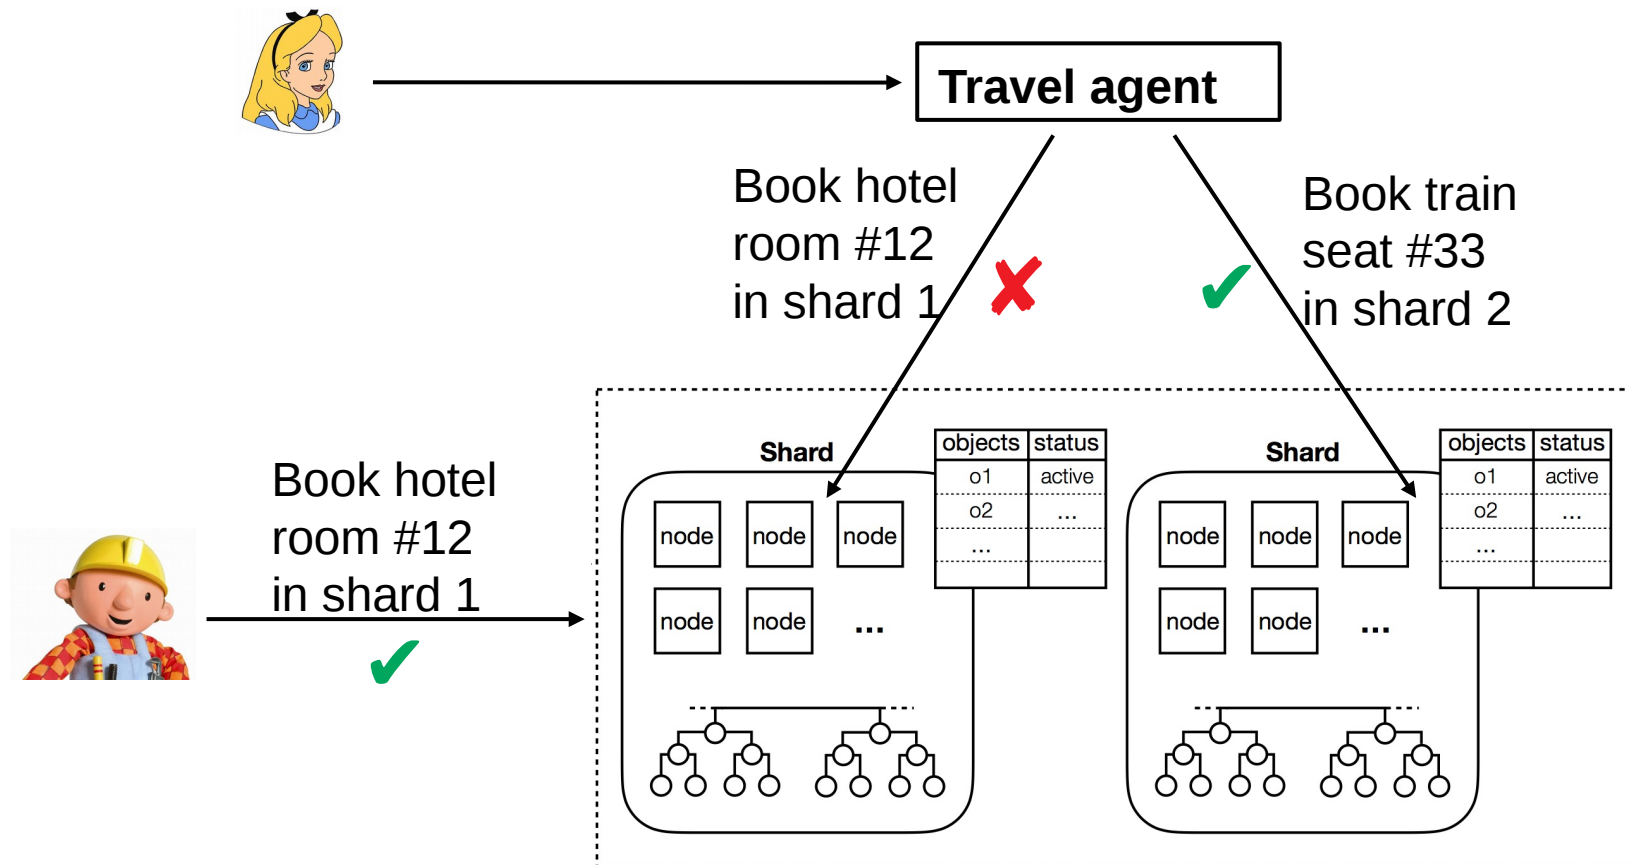 Travel agent
Book hotel
room #12
in shard 1
Book train
seat #33
in shard 2
Book hotel
room #12
in shard 1
Shard
objects status
o1 active
o2 ...
...
node node node
node node ...
Shard
objects status
o1 active
o2 ...
...
node node node
node node ...